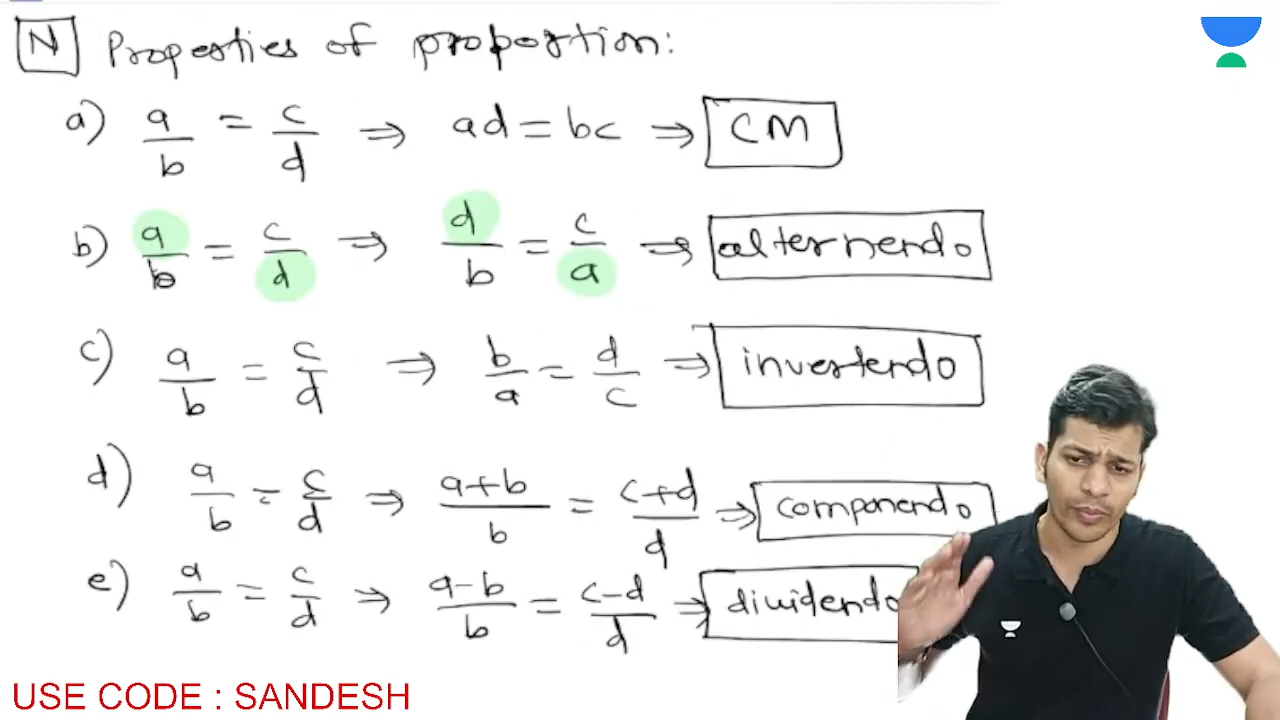 N Properties of proportion:
a) a/b = c/d ⇒ ad = bc ⇒ CM
b) a/b = c/d ⇒ d/b = c/a ⇒ alternendo
c) a/b = c/d ⇒ b/a = d/c ⇒ invertendo
d) a/b = c/d ⇒ a+b/b = c+d/d ⇒ componendo
e) a/b = c/d ⇒ a-b/b = c-d/d ⇒ dividendo
USE CODE : SANDESH